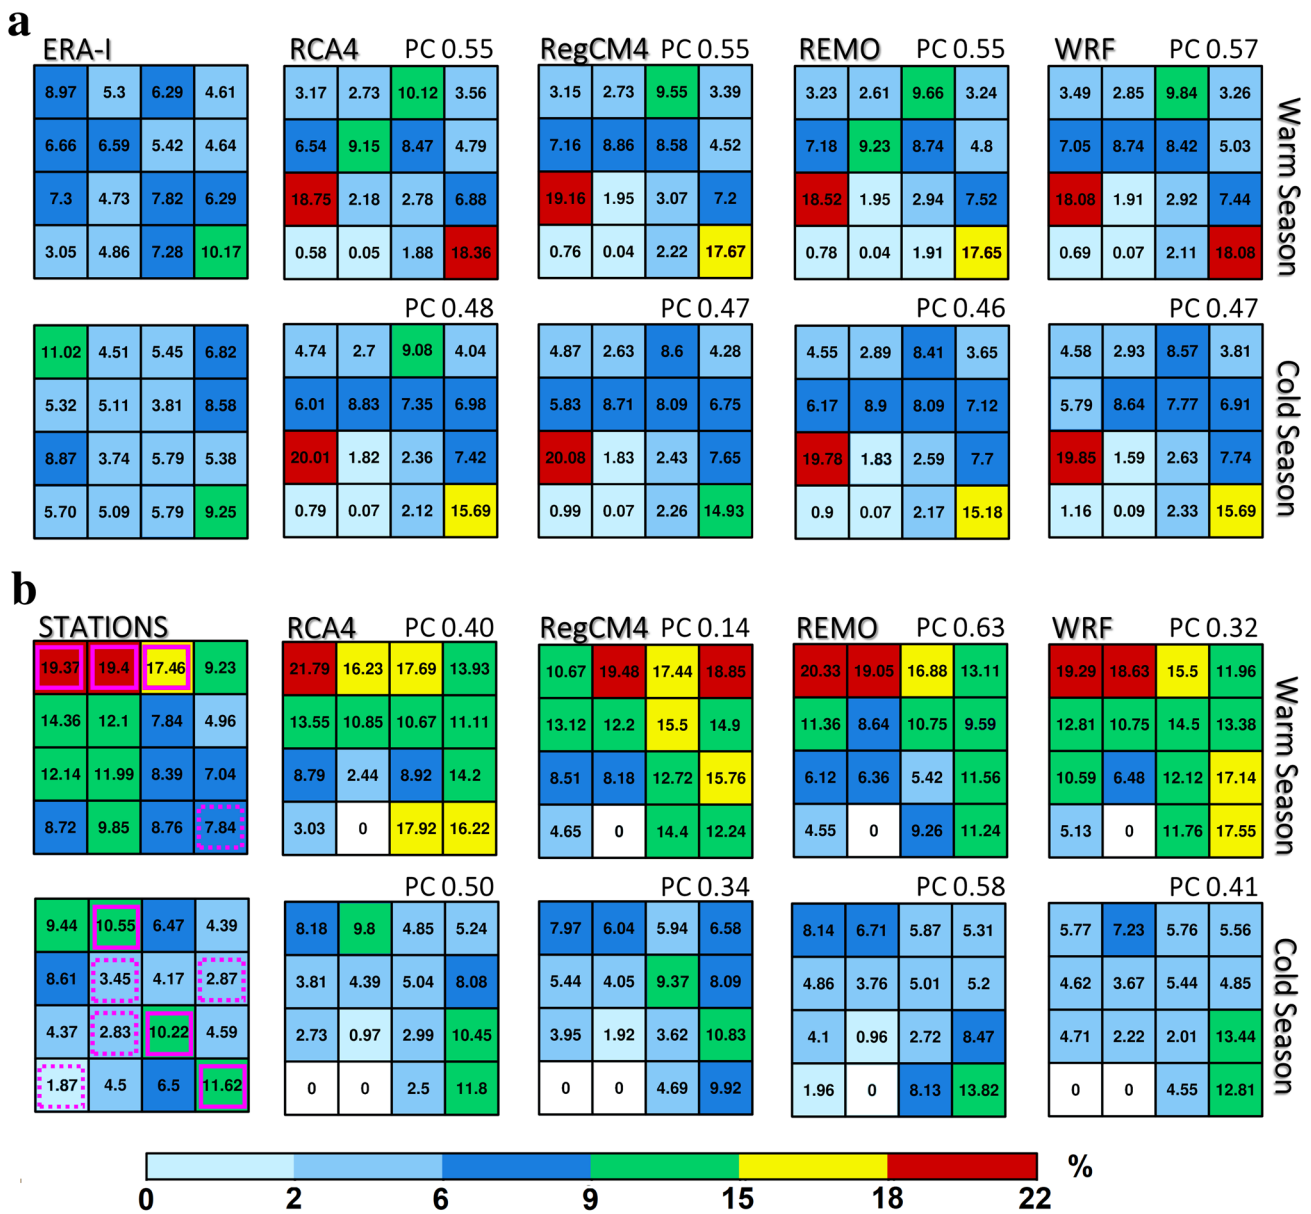 a
ERA-I RCA4 PC 0.55 RegCM4 PC 0.55 REMO PC 0.55 WRF PC 0.57
8.97 5.3 6.29 4.61 3.17 2.73 10.12 3.56 3.15 2.73 9.55 3.39 3.23 2.61 9.66 3.24 3.49 2.85 9.84 3.26
6.66 6.59 5.42 4.64 6.54 9.15 8.47 4.79 7.16 8.86 8.58 4.52 7.18 9.23 8.74 4.8 7.05 8.74 8.42 5.03
7.3 4.73 7.82 6.29 18.75 2.18 2.78 6.88 19.16 1.95 3.07 7.2 18.52 1.95 2.94 7.52 18.08 1.91 2.92 7.44
3.05 4.86 7.28 10.17 0.58 0.05 1.88 18.36 0.76 0.04 2.22 17.67 0.78 0.04 1.91 17.65 0.69 0.07 2.11 18.08
Warm Season
PC 0.48 PC 0.47 PC 0.46 PC 0.47
11.02 4.51 5.45 6.82 4.74 2.7 9.08 4.04 4.87 2.63 8.6 4.28 4.55 2.89 8.41 3.65 4.58 2.93 8.57 3.81
5.32 5.11 3.81 8.58 6.01 8.83 7.35 6.98 5.83 8.71 8.09 6.75 6.17 8.9 8.09 7.12 5.79 8.64 7.77 6.91
8.87 3.74 5.79 5.38 20.01 1.82 2.36 7.42 20.08 1.83 2.43 7.65 19.78 1.83 2.59 7.7 19.85 1.59 2.63 7.74
5.70 5.09 5.79 9.25 0.79 0.07 2.12 15.69 0.99 0.07 2.26 14.93 0.9 0.07 2.17 15.18 1.16 0.09 2.33 15.69
Cold Season
b
STATIONS RCA4 PC 0.40 RegCM4 PC 0.14 REMO PC 0.63 WRF PC 0.32
19.37 19.4 17.46 9.23 21.79 16.23 17.69 13.93 10.67 19.48 17.44 18.85 20.33 19.05 16.88 13.11 19.29 18.63 15.5 11.96
14.36 12.1 7.84 4.96 13.55 10.85 10.67 11.11 13.12 12.2 15.5 14.9 11.36 8.64 10.75 9.59 12.81 10.75 14.5 13.38
12.14 11.99 8.39 7.04 8.79 2.44 8.92 14.2 8.51 8.18 12.72 15.76 6.12 6.36 5.42 11.56 10.59 6.48 12.12 17.14
8.72 9.85 8.76 7.84 3.03 0 17.92 16.22 4.65 0 14.4 12.24 4.55 0 9.26 11.24 5.13 0 11.76 17.55
Warm Season
PC 0.50 PC 0.34 PC 0.58 PC 0.41
9.44 10.55 6.47 4.39 8.18 9.8 4.85 5.24 7.97 6.04 5.94 6.58 8.14 6.71 5.87 5.31 5.77 7.23 5.76 5.56
8.61 3.45 4.17 2.87 3.81 4.39 5.04 8.08 5.44 4.05 9.37 8.09 4.86 3.76 5.01 5.2 4.62 3.67 5.44 4.85
4.37 2.83 10.22 4.59 2.73 0.97 2.99 10.45 3.95 1.92 3.62 10.83 4.1 0.96 2.72 8.47 4.71 2.22 2.01 13.44
1.87 4.5 6.5 11.62 0 0 2.5 11.8 0 0 4.69 9.92 1.96 0 8.13 13.82 0 0 4.55 12.81
Cold Season
%
0 2 6 9 15 18 22